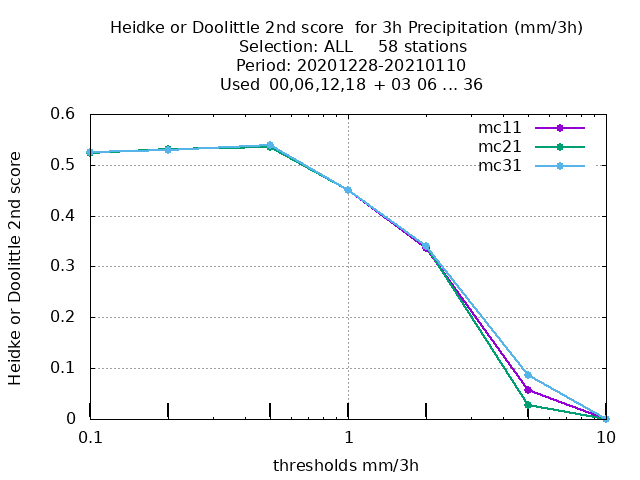 Heidke or Doolittle 2nd score  for 3h Precipitation (mm/3h)
Selection: ALL     58 stations
Period: 20201228-20210110
Used 00,06,12,18 + 03 06 ... 36
mc11
mc21
mc31
0.6
0.5
0.4
0.3
0.2
0.1
0
Heidke or Doolittle 2nd score
0.1
1
10
thresholds mm/3h